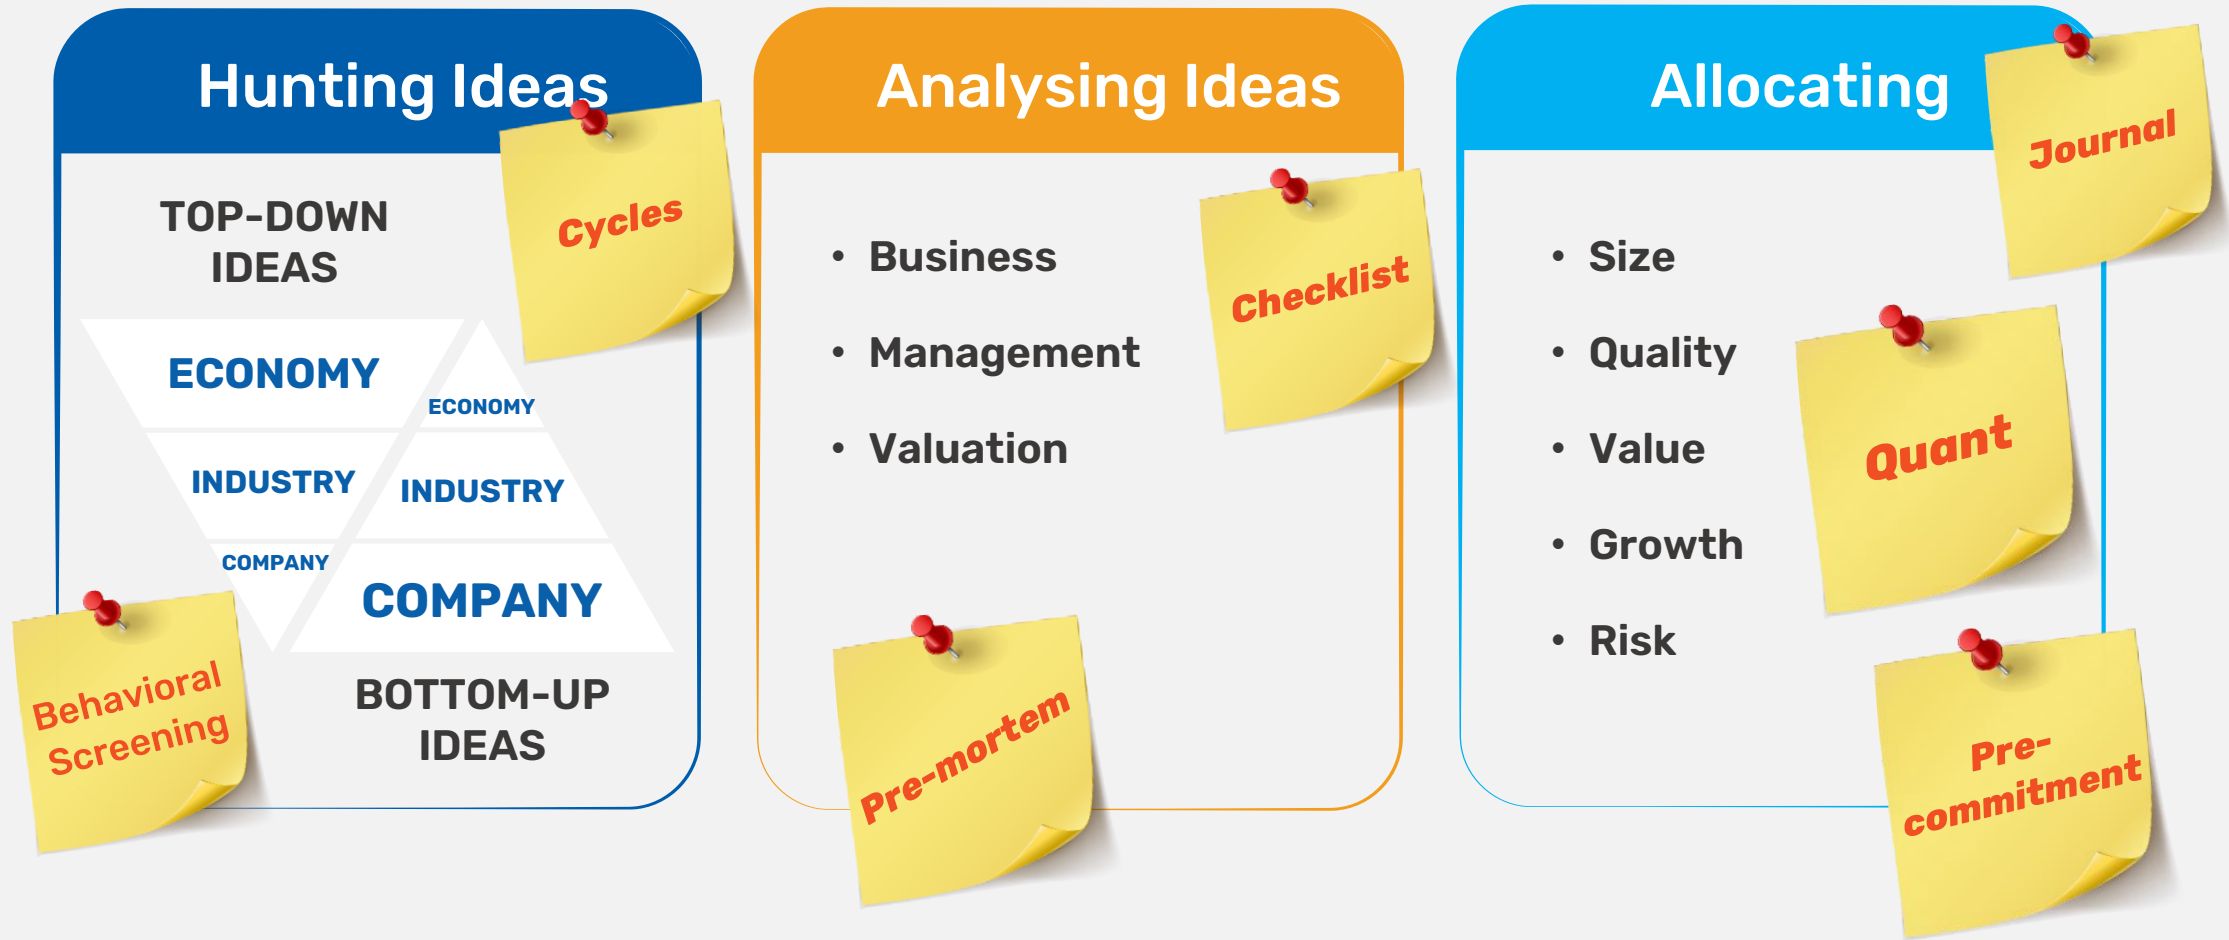 Hunting Ideas
Cycles
TOP-DOWN
IDEAS
ECONOMY
INDUSTRY
COMPANY
ECONOMY
INDUSTRY
COMPANY
BOTTOM-UP
IDEAS
Behavioral
Screening
Analysing Ideas
Checklist
• Business
• Management
• Valuation
Pre-mortem
Allocating
Journal
• Size
• Quality
• Value
• Growth
• Risk
Quant
Pre-
commitment